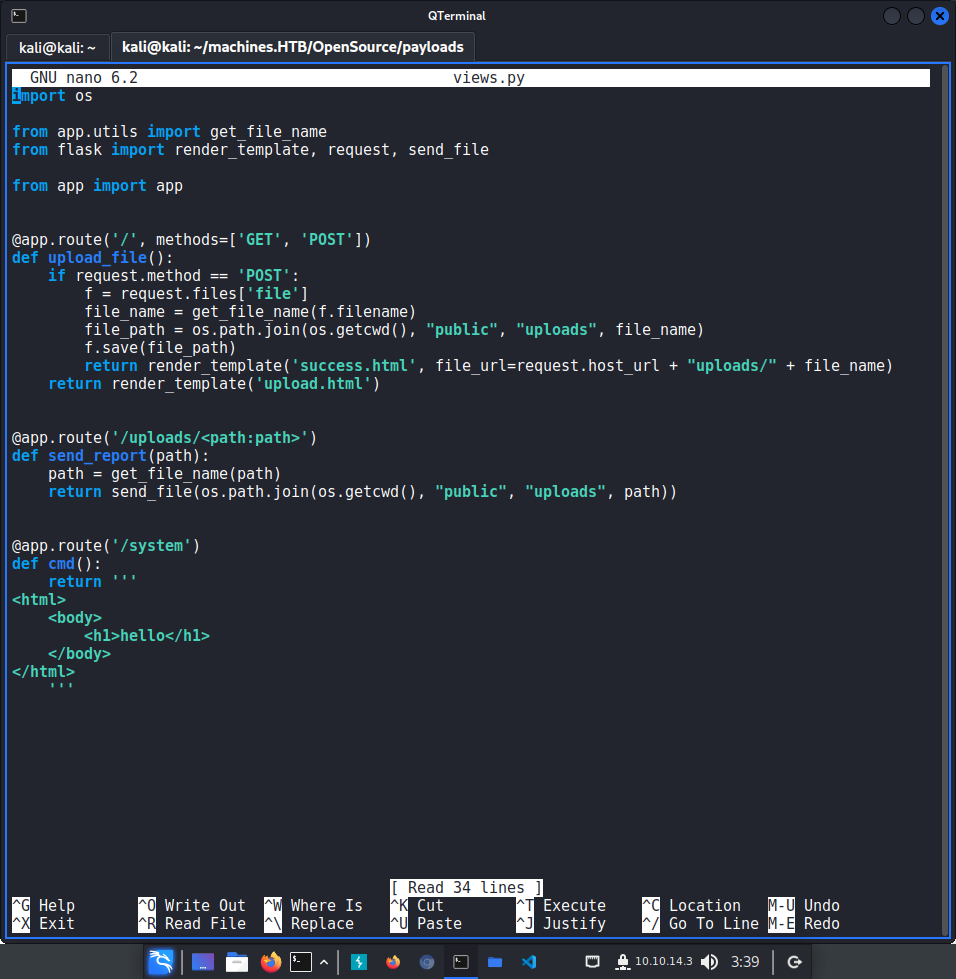 QTerminal
kali@kali: ~
kali@kali: ~/machines.HTB/OpenSource/payloads
GNU nano 6.2 views.py
import os

from app.utils import get_file_name
from flask import render_template, request, send_file

from app import app


@app.route('/', methods=['GET', 'POST'])
def upload_file():
    if request.method == 'POST':
        f = request.files['file']
        file_name = get_file_name(f.filename)
        file_path = os.path.join(os.getcwd(), "public", "uploads", file_name)
        f.save(file_path)
        return render_template('success.html', file_url=request.host_url + "uploads/" + file_name)
    return render_template('upload.html')


@app.route('/uploads/<path:path>')
def send_report(path):
    path = get_file_name(path)
    return send_file(os.path.join(os.getcwd(), "public", "uploads", path))


@app.route('/system')
def cmd():
    return '''
<html>
    <body>
        <h1>hello</h1>
    </body>
</html>
    '''
[ Read 34 lines ]
^G Help ^O Write Out ^W Where Is ^K Cut ^T Execute ^C Location M-U Undo
^X Exit ^R Read File ^\ Replace ^U Paste ^J Justify ^/ Go To Line M-E Redo
10.10.14.3 3:39